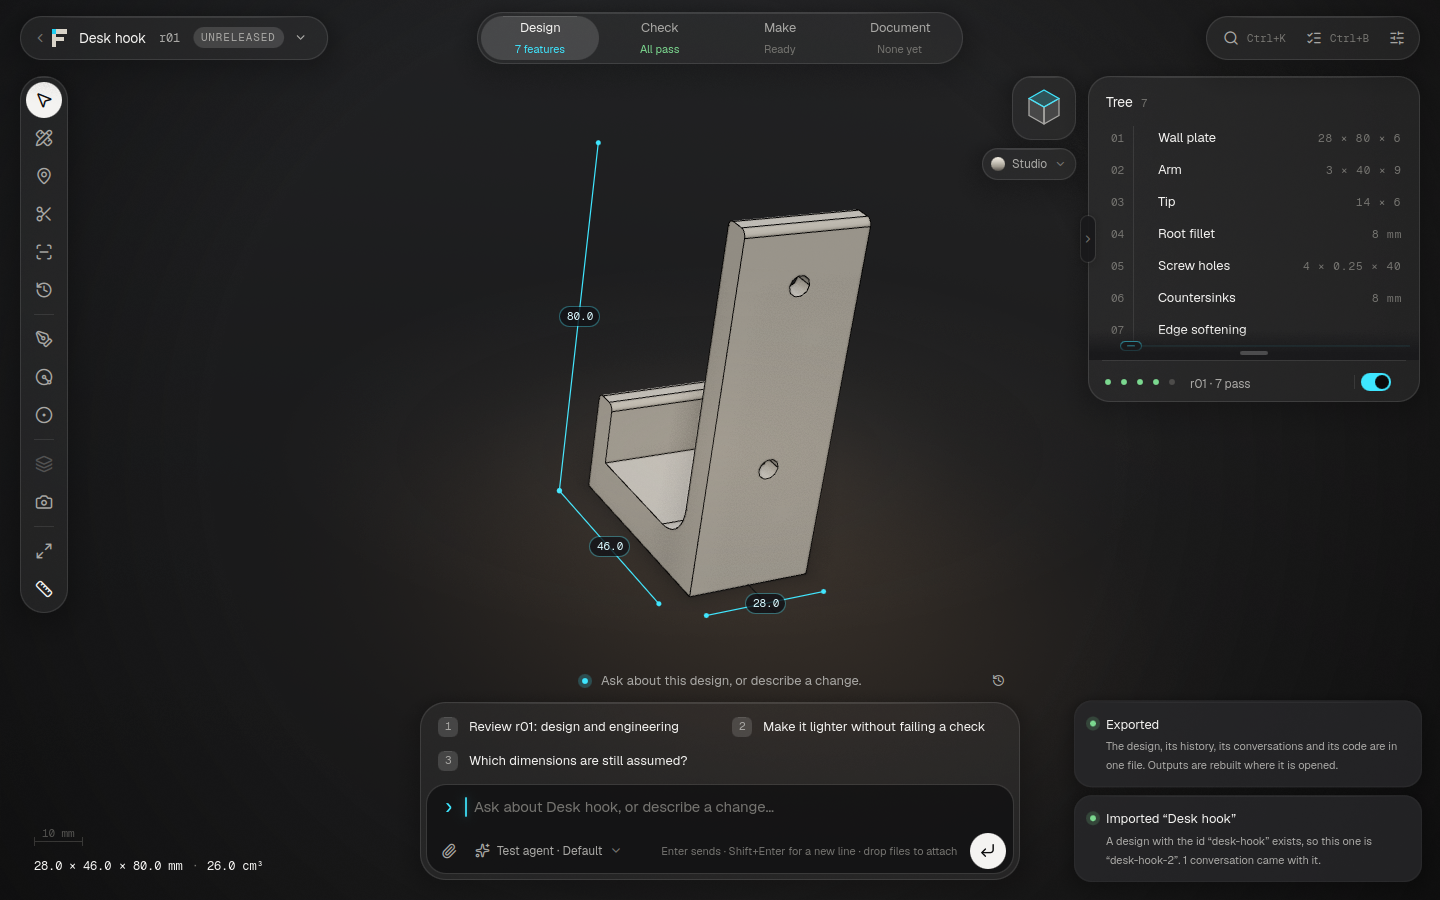 Desk hook r01 UNRELEASED
Design
7 features
Check
All pass
Make
Ready
Document
None yet
Ctrl+K
Ctrl+B
Studio
Tree 7
01 Wall plate 28 × 80 × 6
02 Arm 3 × 40 × 9
03 Tip 14 × 6
04 Root fillet 8 mm
05 Screw holes 4 × 0.25 × 40
06 Countersinks 8 mm
07 Edge softening
r01 · 7 pass
80.0
46.0
28.0
Ask about this design, or describe a change.
1 Review r01: design and engineering
2 Make it lighter without failing a check
3 Which dimensions are still assumed?
Ask about Desk hook, or describe a change...
Test agent · Default
Enter sends · Shift+Enter for a new line · drop files to attach
10 mm
28.0 × 46.0 × 80.0 mm · 26.0 cm³
Exported
The design, its history, its conversations and its code are in
one file. Outputs are rebuilt where it is opened.
Imported “Desk hook”
A design with the id “desk-hook” exists, so this one is
“desk-hook-2”. 1 conversation came with it.